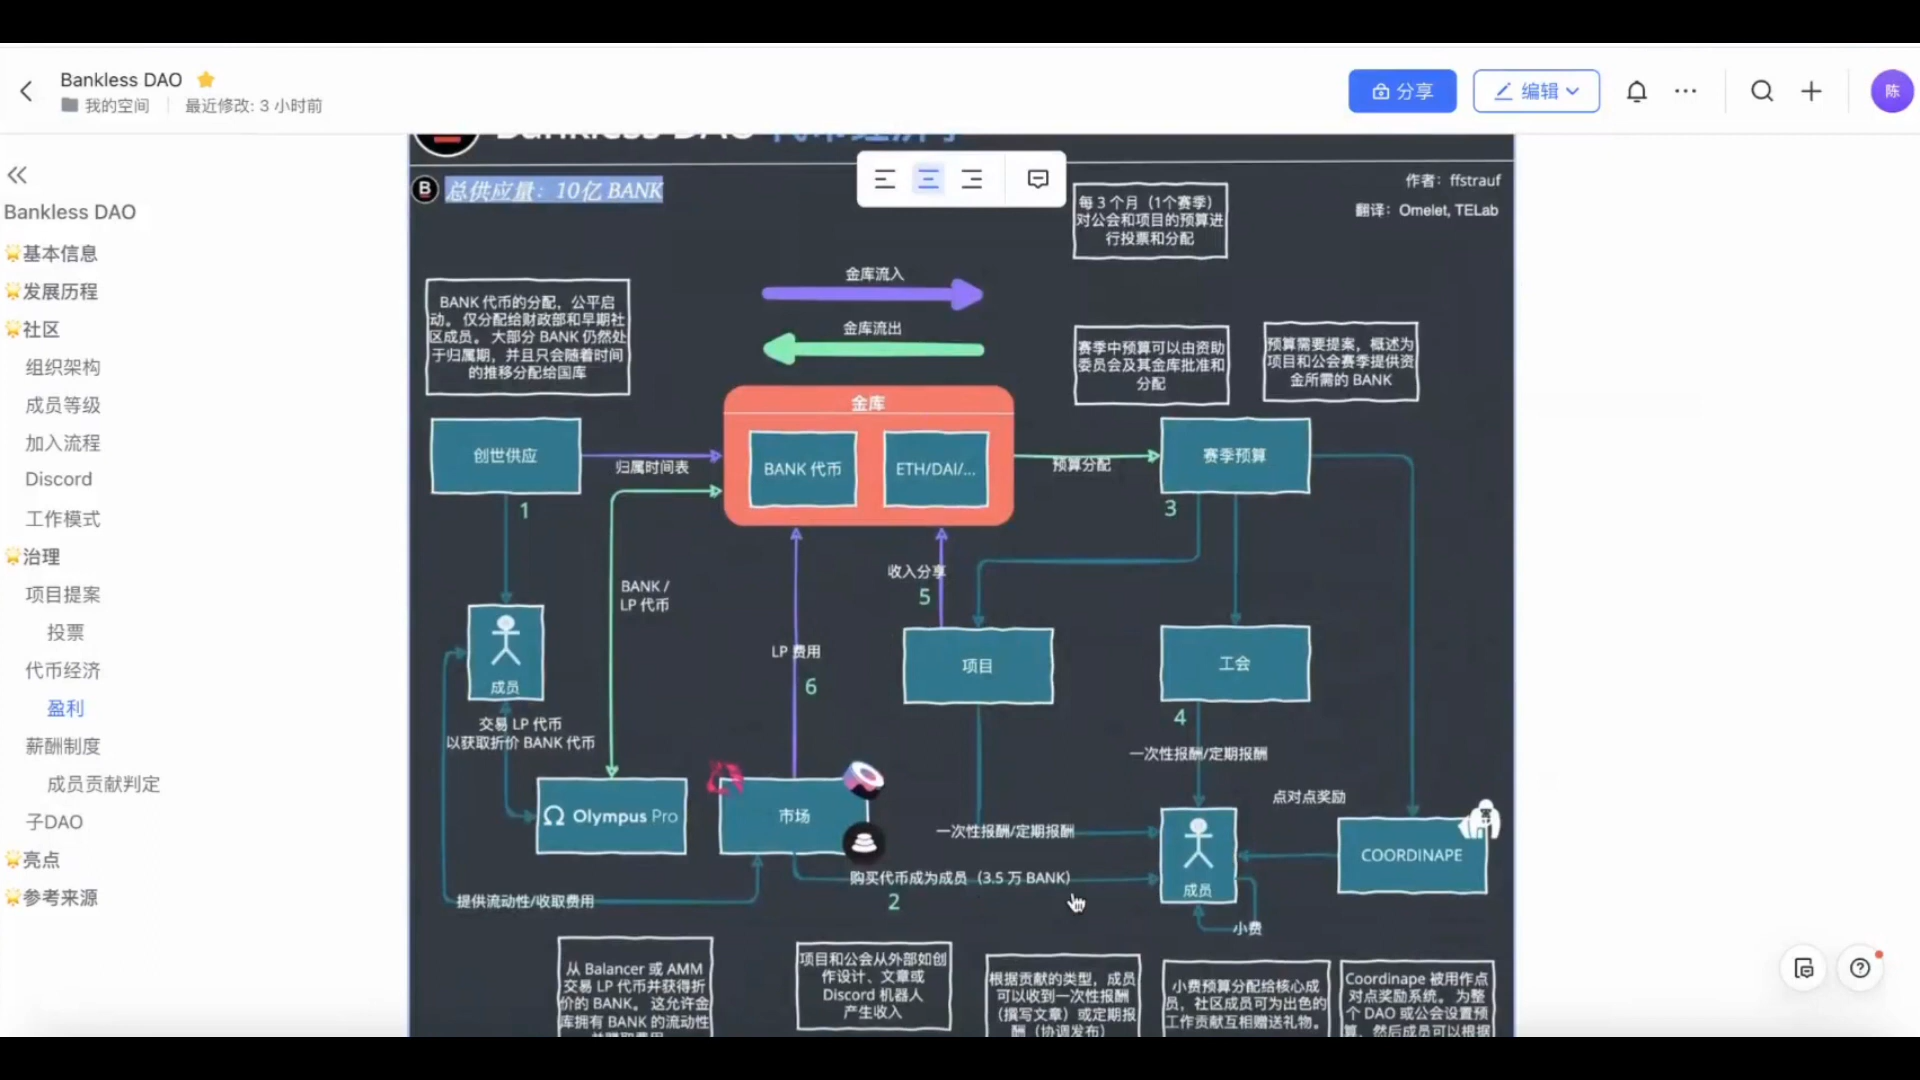 Bankless DAO
我的空间
最近修改: 3 小时前
分享
编辑
陈
Bankless DAO
基本信息
发展历程
社区
组织架构
成员等级
加入流程
Discord
工作模式
治理
项目提案
投票
代币经济
盈利
薪酬制度
成员贡献判定
子DAO
亮点
参考来源
Bankless DAO 代币经济学
B
总供应量：10亿 BANK
作者：ffstrauf
翻译：Omelet, TELab
每 3 个月（1个赛季）
对公会和项目的预算进
行投票和分配
金库流入
金库流出
BANK 代币的分配，公平启
动。 仅分配给财政部和早期社
区成员。 大部分 BANK 仍然处
于归属期，并且只会随着时间
的推移分配给国库
赛季中预算可以由资助
委员会及其金库批准和
分配
预算需要提案，概述为
项目和公会赛季提供资
金所需的 BANK
金库
创世供应
归属时间表
BANK 代币
ETH/DAI/...
预算分配
赛季预算
1
3
BANK /
LP 代币
收入分享
5
LP 费用
6
成员
项目
工会
4
交易 LP 代币
以获取折价 BANK 代币
一次性报酬/定期报酬
点对点奖励
Olympus Pro
市场
一次性报酬/定期报酬
COORDINAPE
购买代币成为成员（3.5 万 BANK）
成员
2
提供流动性/收取费用
小费
从 Balancer 或 AMM
交易 LP 代币并获得折
价的 BANK。 这允许金
库拥有 BANK 的流动性
项目和公会从外部如创
作设计、文章或
Discord 机器人
产生收入
根据贡献的类型，成员
可以收到一次性报酬
（撰写文章）或定期报
酬（协调发布）
小费预算分配给核心成
员，社区成员可为出色的
工作贡献互相赠送礼物。
Coordinape 被用作点
对点奖励系统。 为整
个 DAO 或公会设置预
算，然后成员可以根据